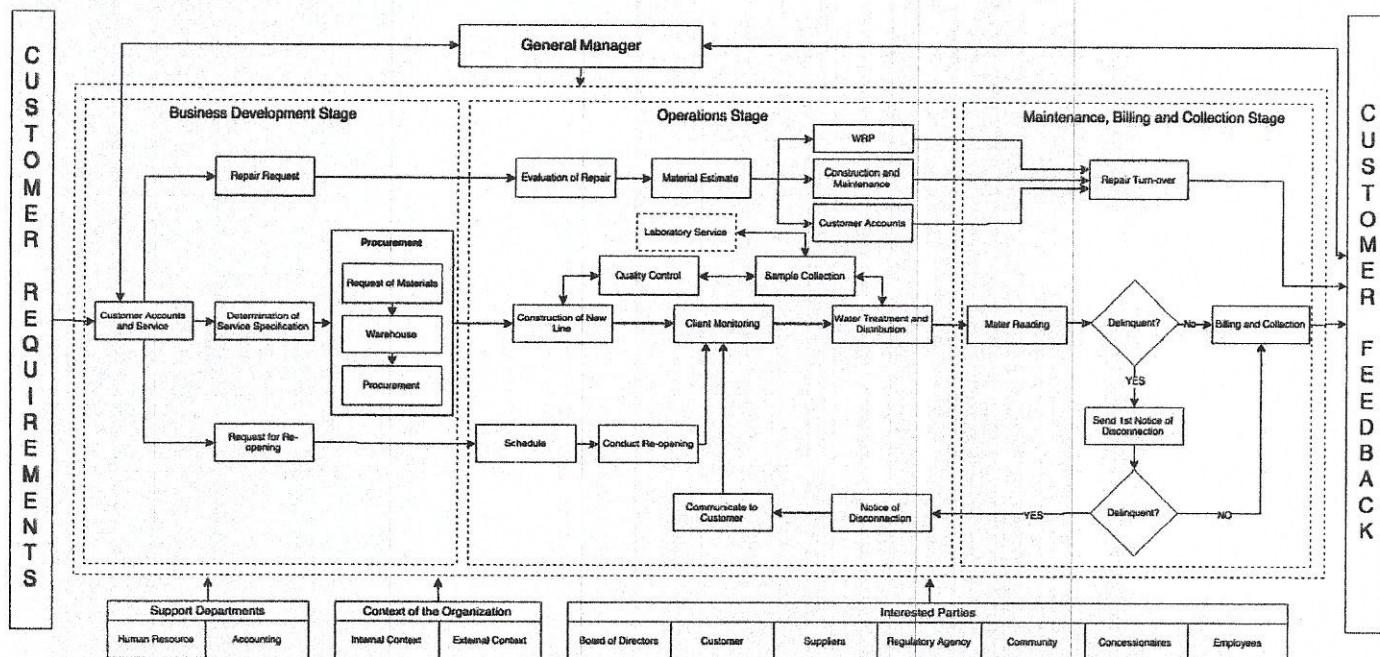 CUSTOMER REQUIREMENTS
General Manager
Business Development Stage
Operations Stage
Maintenance, Billing and Collection Stage
Repair Request
Evaluation of Repair
Material Estimate
WRP
Construction and
Maintenance
Customer Accounts
Repair Turn-over
Laboratory Service
Procurement
Request of Materials
Warehouse
Procurement
Quality Control
Sample Collection
Customer Accounts
and Service
Determination of
Service Specification
Construction of New
Line
Client Monitoring
Water Treatment and
Distribution
Mater Reading
Delinquent?
No
Billing and Collection
YES
Send 1st Notice of
Disconnection
Request for Re-
opening
Schedule
Conduct Re-opening
Communicate to
Customer
Notice of
Disconnection
YES
Delinquent?
NO
CUSTOMER FEEDBACK
Support Departments
Human Resource
Accounting
Context of the Organization
Internal Context
External Context
Interested Parties
Board of Directors
Customer
Suppliers
Regulatory Agency
Community
Concessionaires
Employees